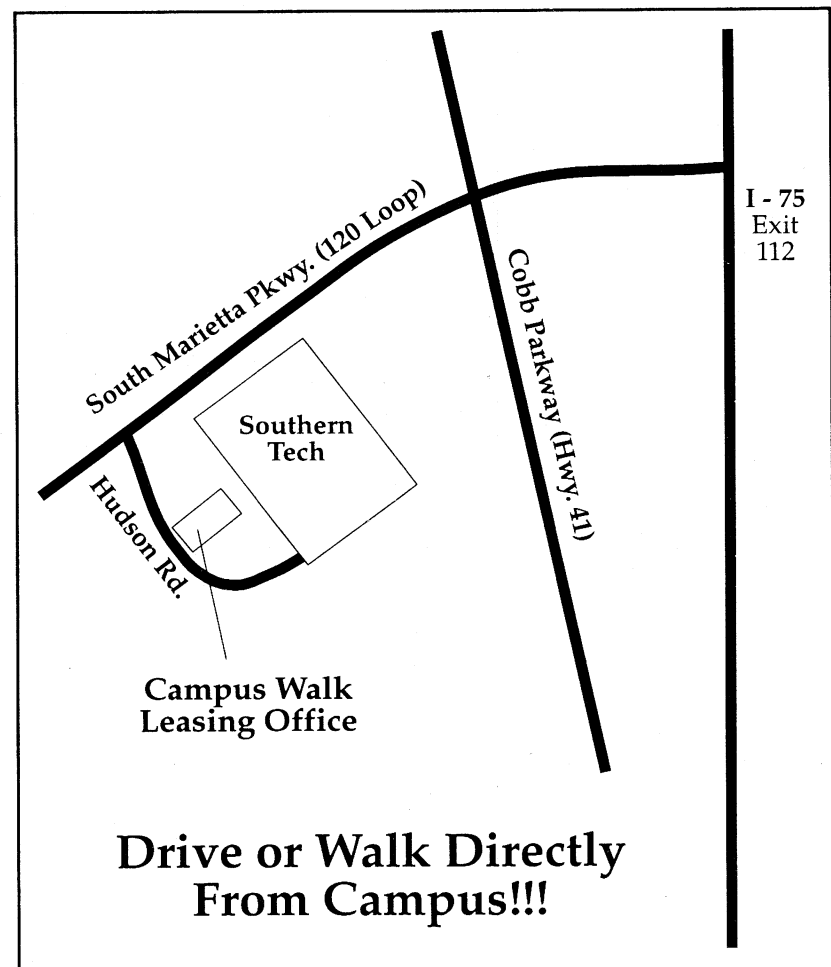 I - 75
Exit
112
South Marietta Pkwy. (120 Loop)
Cobb Parkway (Hwy. 41)
Southern
Tech
Hudson Rd.
Campus Walk
Leasing Office
Drive or Walk Directly
From Campus!!!